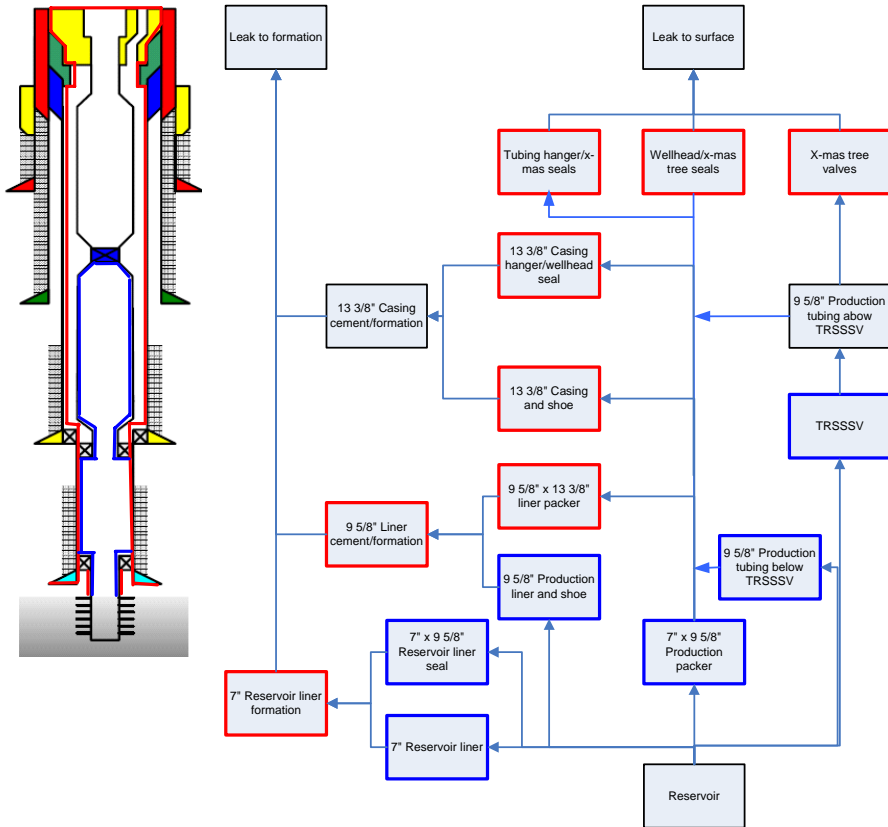 Leak to formation
Leak to surface
Tubing hanger/x-
mas seals
Wellhead/x-mas
tree seals
X-mas tree
valves
13 3/8" Casing
hanger/wellhead
seal
13 3/8" Casing
cement/formation
9 5/8" Production
tubing abow
TRSSSV
13 3/8" Casing
and shoe
TRSSSV
9 5/8" x 13 3/8"
liner packer
9 5/8" Liner
cement/formation
9 5/8" Production
tubing below
TRSSSV
9 5/8" Production
liner and shoe
7" x 9 5/8"
Reservoir liner
seal
7" x 9 5/8"
Production
packer
7" Reservoir liner
formation
7" Reservoir liner
Reservoir